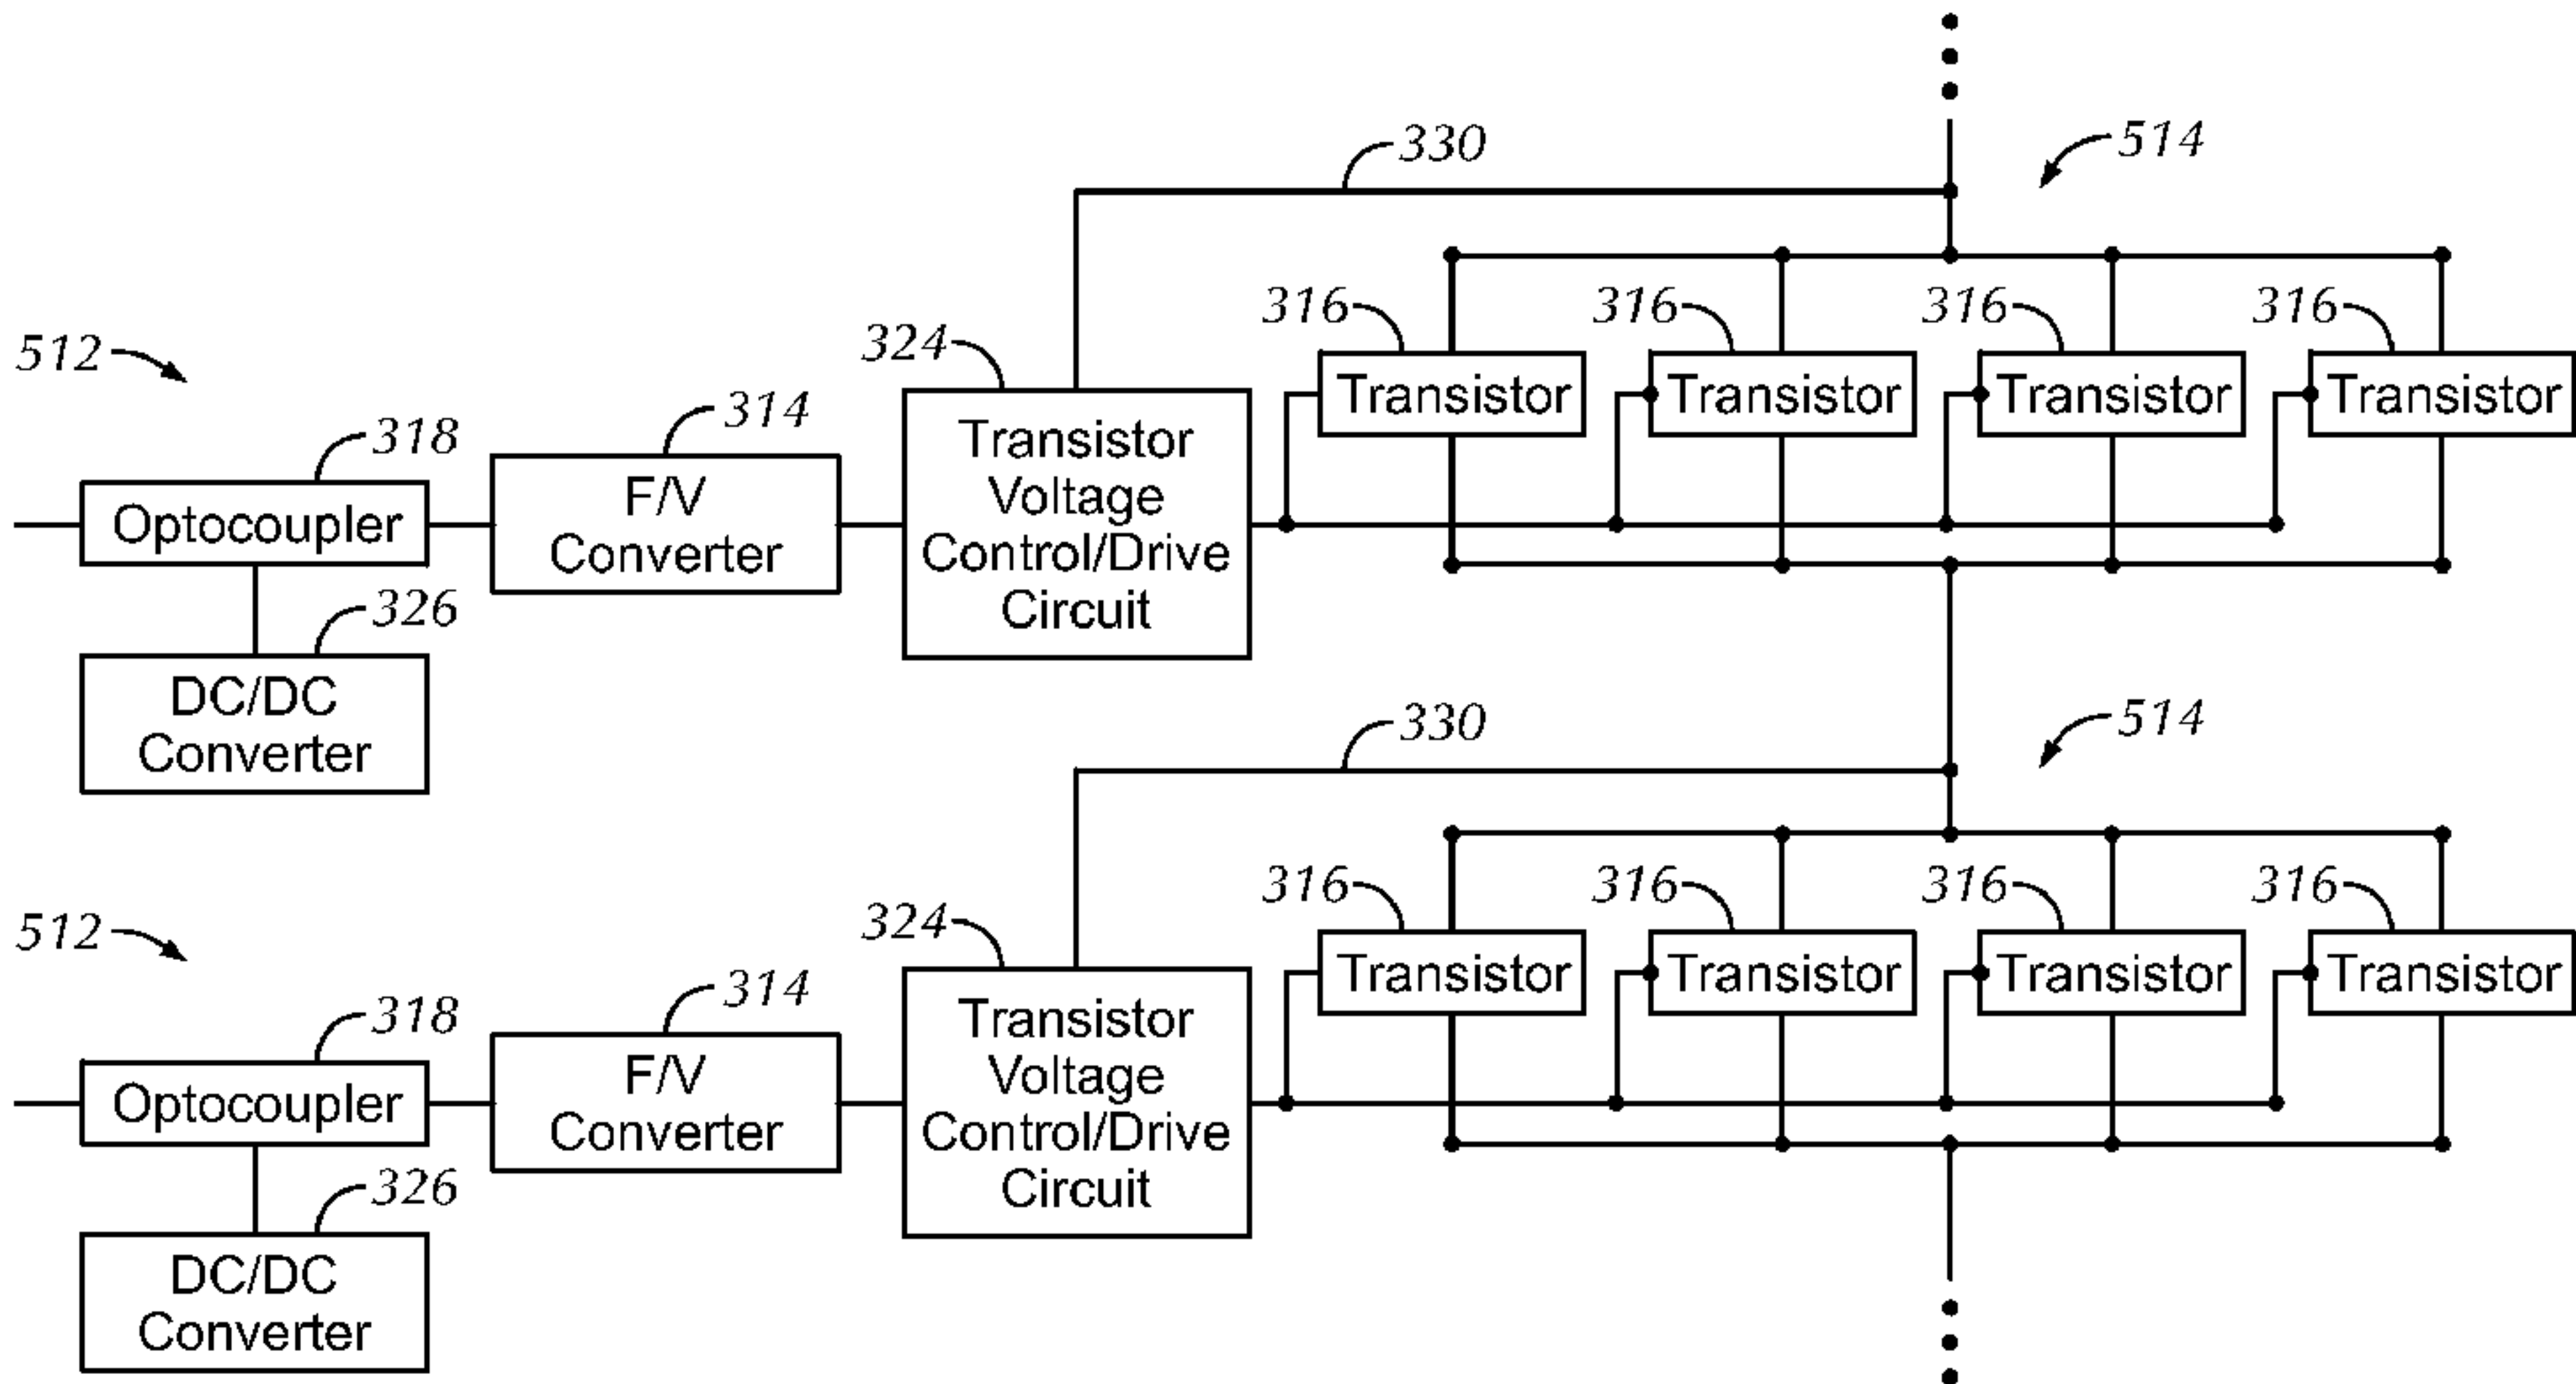 330
514
316
316
316
316
512
324
314
318
Transistor
Transistor
Transistor
Transistor
Optocoupler
F/V
Converter
Transistor
Voltage
Control/Drive
Circuit
326
DC/DC
Converter
330
514
316
316
316
316
512
324
314
318
Transistor
Transistor
Transistor
Transistor
Optocoupler
F/V
Converter
Transistor
Voltage
Control/Drive
Circuit
326
DC/DC
Converter